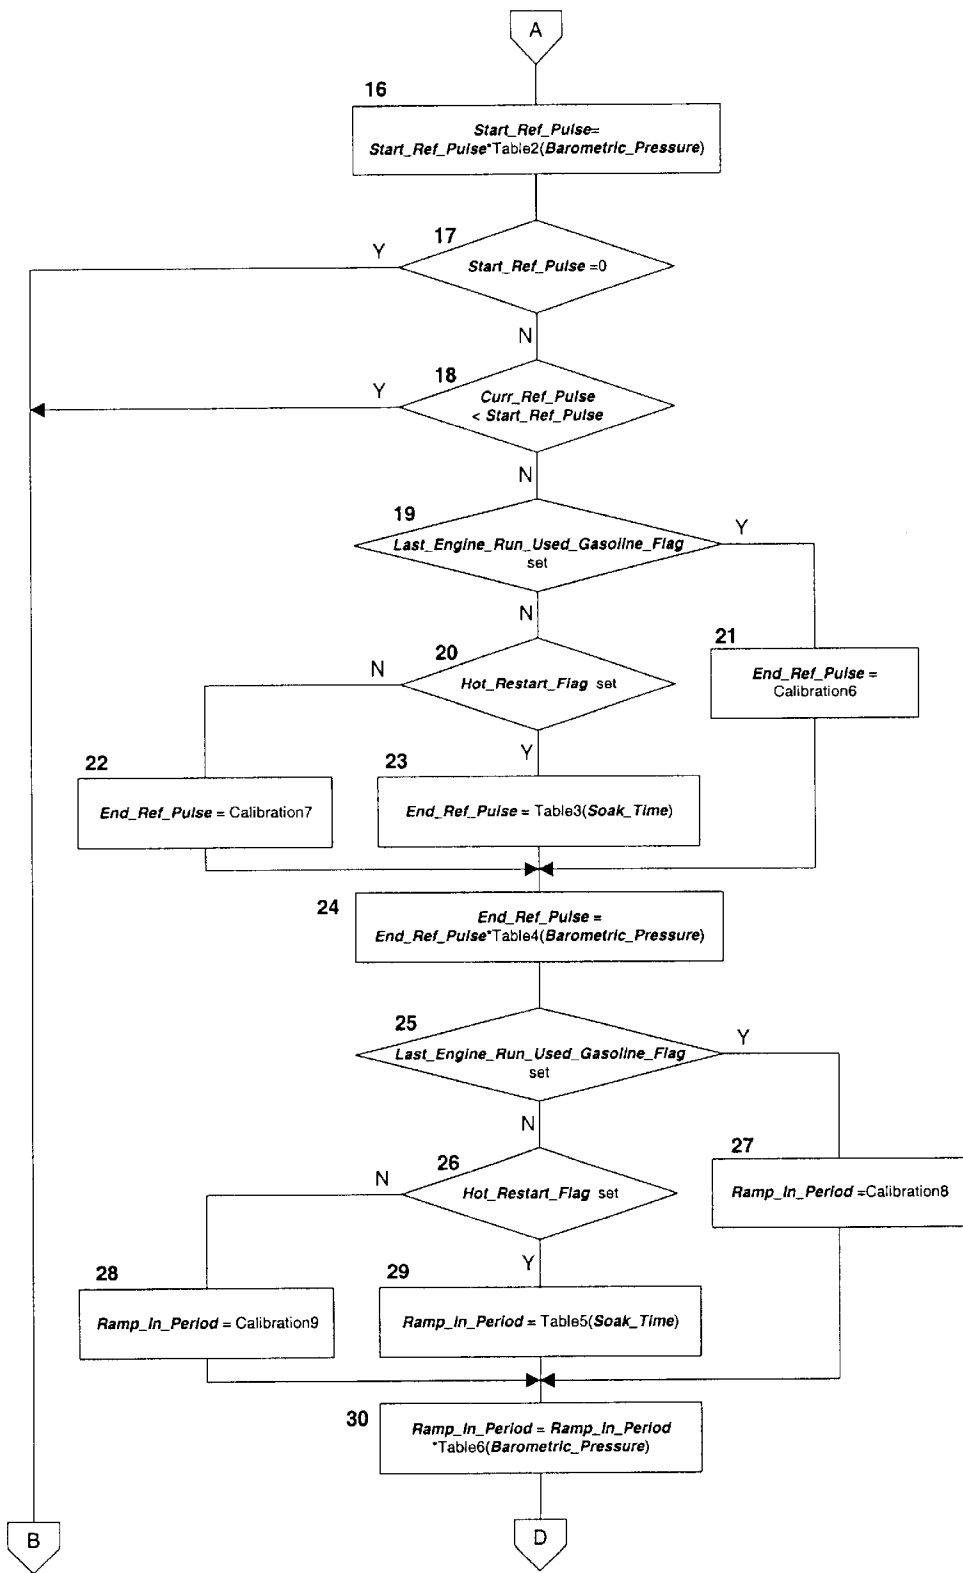 A
16
Start_Ref_Pulse=
Start_Ref_Pulse*Table2(Barometric_Pressure)
17
Y
Start_Ref_Pulse =0
N
18
Y
Curr_Ref_Pulse
< Start_Ref_Pulse
N
19
Y
Last_Engine_Run_Used_Gasoline_Flag
set
N
20
N
Hot_Restart_Flag set
21
End_Ref_Pulse =
Calibration6
Y
22
End_Ref_Pulse = Calibration7
23
End_Ref_Pulse = Table3(Soak_Time)
24
End_Ref_Pulse =
End_Ref_Pulse*Table4(Barometric_Pressure)
25
Y
Last_Engine_Run_Used_Gasoline_Flag
set
N
26
N
Hot_Restart_Flag set
27
Ramp_In_Period =Calibration8
Y
28
Ramp_In_Period = Calibration9
29
Ramp_In_Period = Table5(Soak_Time)
30
Ramp_In_Period = Ramp_In_Period
*Table6(Barometric_Pressure)
B
D